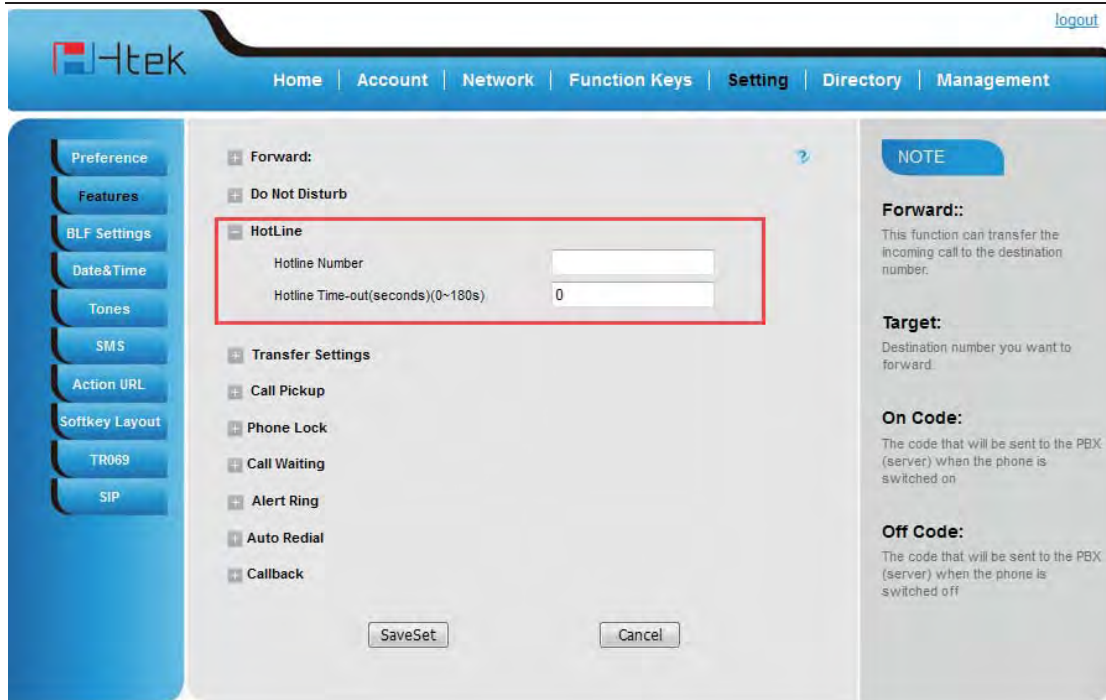 logout
Htek
Home | Account | Network | Function Keys | Setting | Directory | Management
Preference
Features
BLF Settings
Date&Time
Tones
SMS
Action URL
Softkey Layout
TR069
SIP
Forward:
Do Not Disturb
HotLine
Hotline Number
Hotline Time-out(seconds)(0~180s) 0
Transfer Settings
Call Pickup
Phone Lock
Call Waiting
Alert Ring
Auto Redial
Callback
SaveSet Cancel
NOTE
Forward::
This function can transfer the
incoming call to the destination
number.
Target:
Destination number you want to
forward.
On Code:
The code that will be sent to the PBX
(server) when the phone is
switched on
Off Code:
The code that will be sent to the PBX
(server) when the phone is
switched off